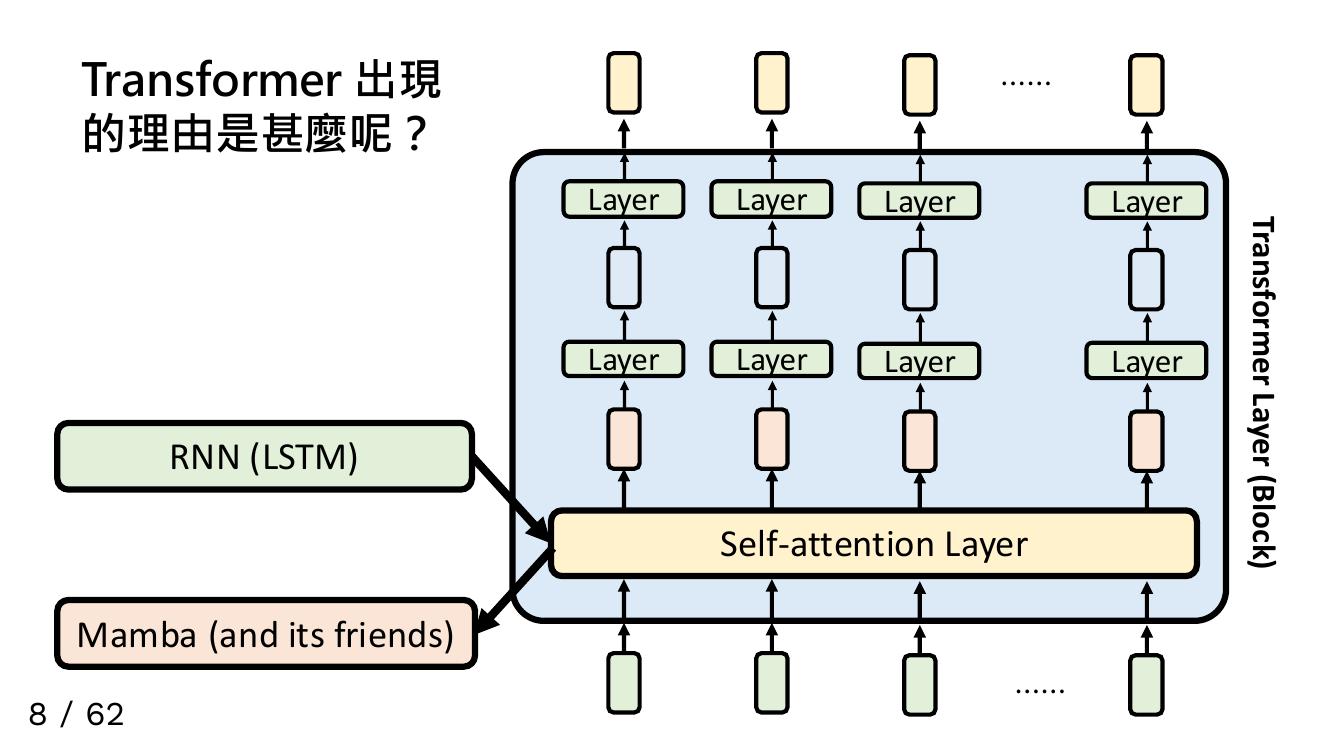 Transformer 出現
的理由是甚麼呢？
……
Layer Layer Layer Layer
Layer Layer Layer Layer
Transformer Layer (Block)
RNN (LSTM)
Self-attention Layer
Mamba (and its friends)
……
8 / 62